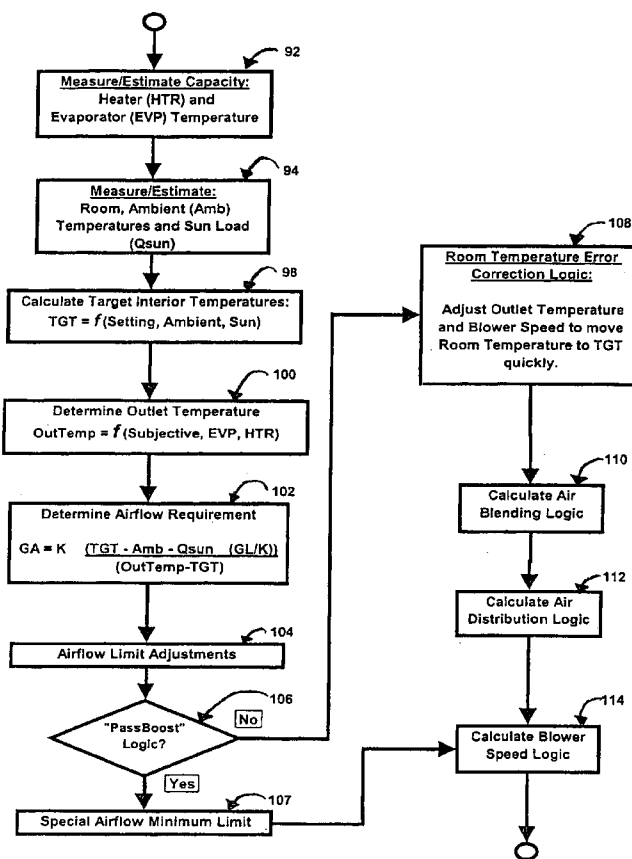 92
Measure/Estimate Capacity:
Heater (HTR) and
Evaporator (EVP) Temperature
94
Measure/Estimate:
Room, Ambient (Amb)
Temperatures and Sun Load
(Qsun)
98
Calculate Target Interior Temperatures:
TGT = f (Setting, Ambient, Sun)
100
Determine Outlet Temperature
OutTemp = f (Subjective, EVP, HTR)
102
Determine Airflow Requirement
GA = K (TGT - Amb - Qsun (GL/K))
(OutTemp-TGT)
104
Airflow Limit Adjustments
106
"PassBoost"
Logic?
No
Yes
107
Special Airflow Minimum Limit
108
Room Temperature Error
Correction Logic:
Adjust Outlet Temperature
and Blower Speed to move
Room Temperature to TGT
quickly.
110
Calculate Air
Blending Logic
112
Calculate Air
Distribution Logic
114
Calculate Blower
Speed Logic